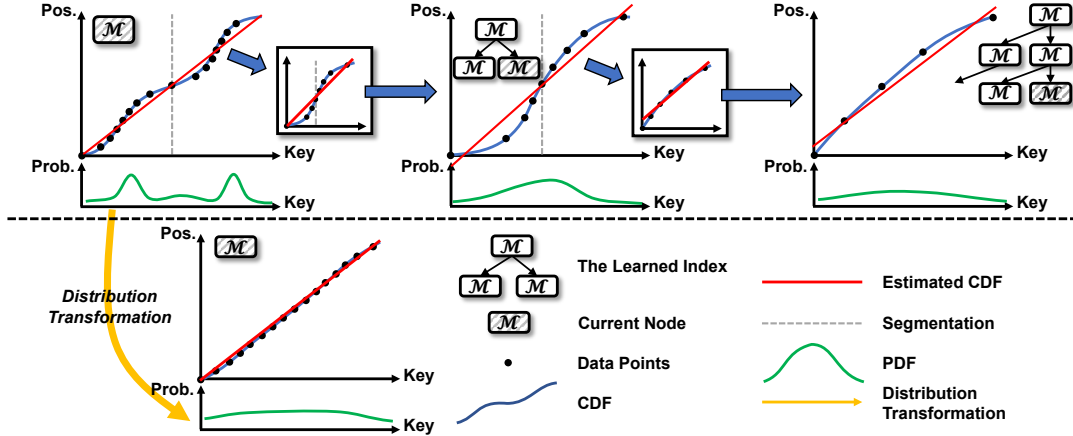 Pos.
ℳ
Key
Prob.
Key
Pos.
ℳ
ℳ ℳ
Key
Prob.
Key
Pos.
ℳ
ℳ ℳ
ℳ ℳ
Key
Prob.
Key
Pos.
ℳ
Distribution
Transformation
Key
Prob.
Key
ℳ
ℳ ℳ
The Learned Index
ℳ
Current Node
Data Points
CDF
Estimated CDF
Segmentation
PDF
Distribution
Transformation